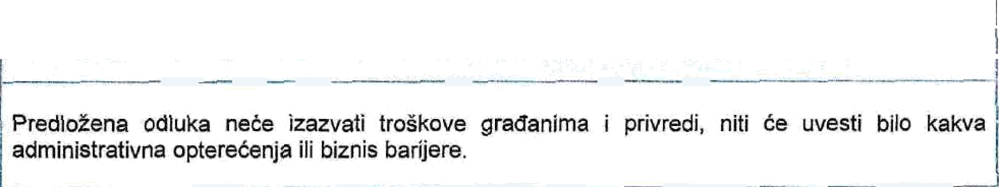 Predložena odluka neće izazvati troškove građanima i privredi, niti će uvesti bilo kakva
administrativna opterećenja ili biznis barijere.